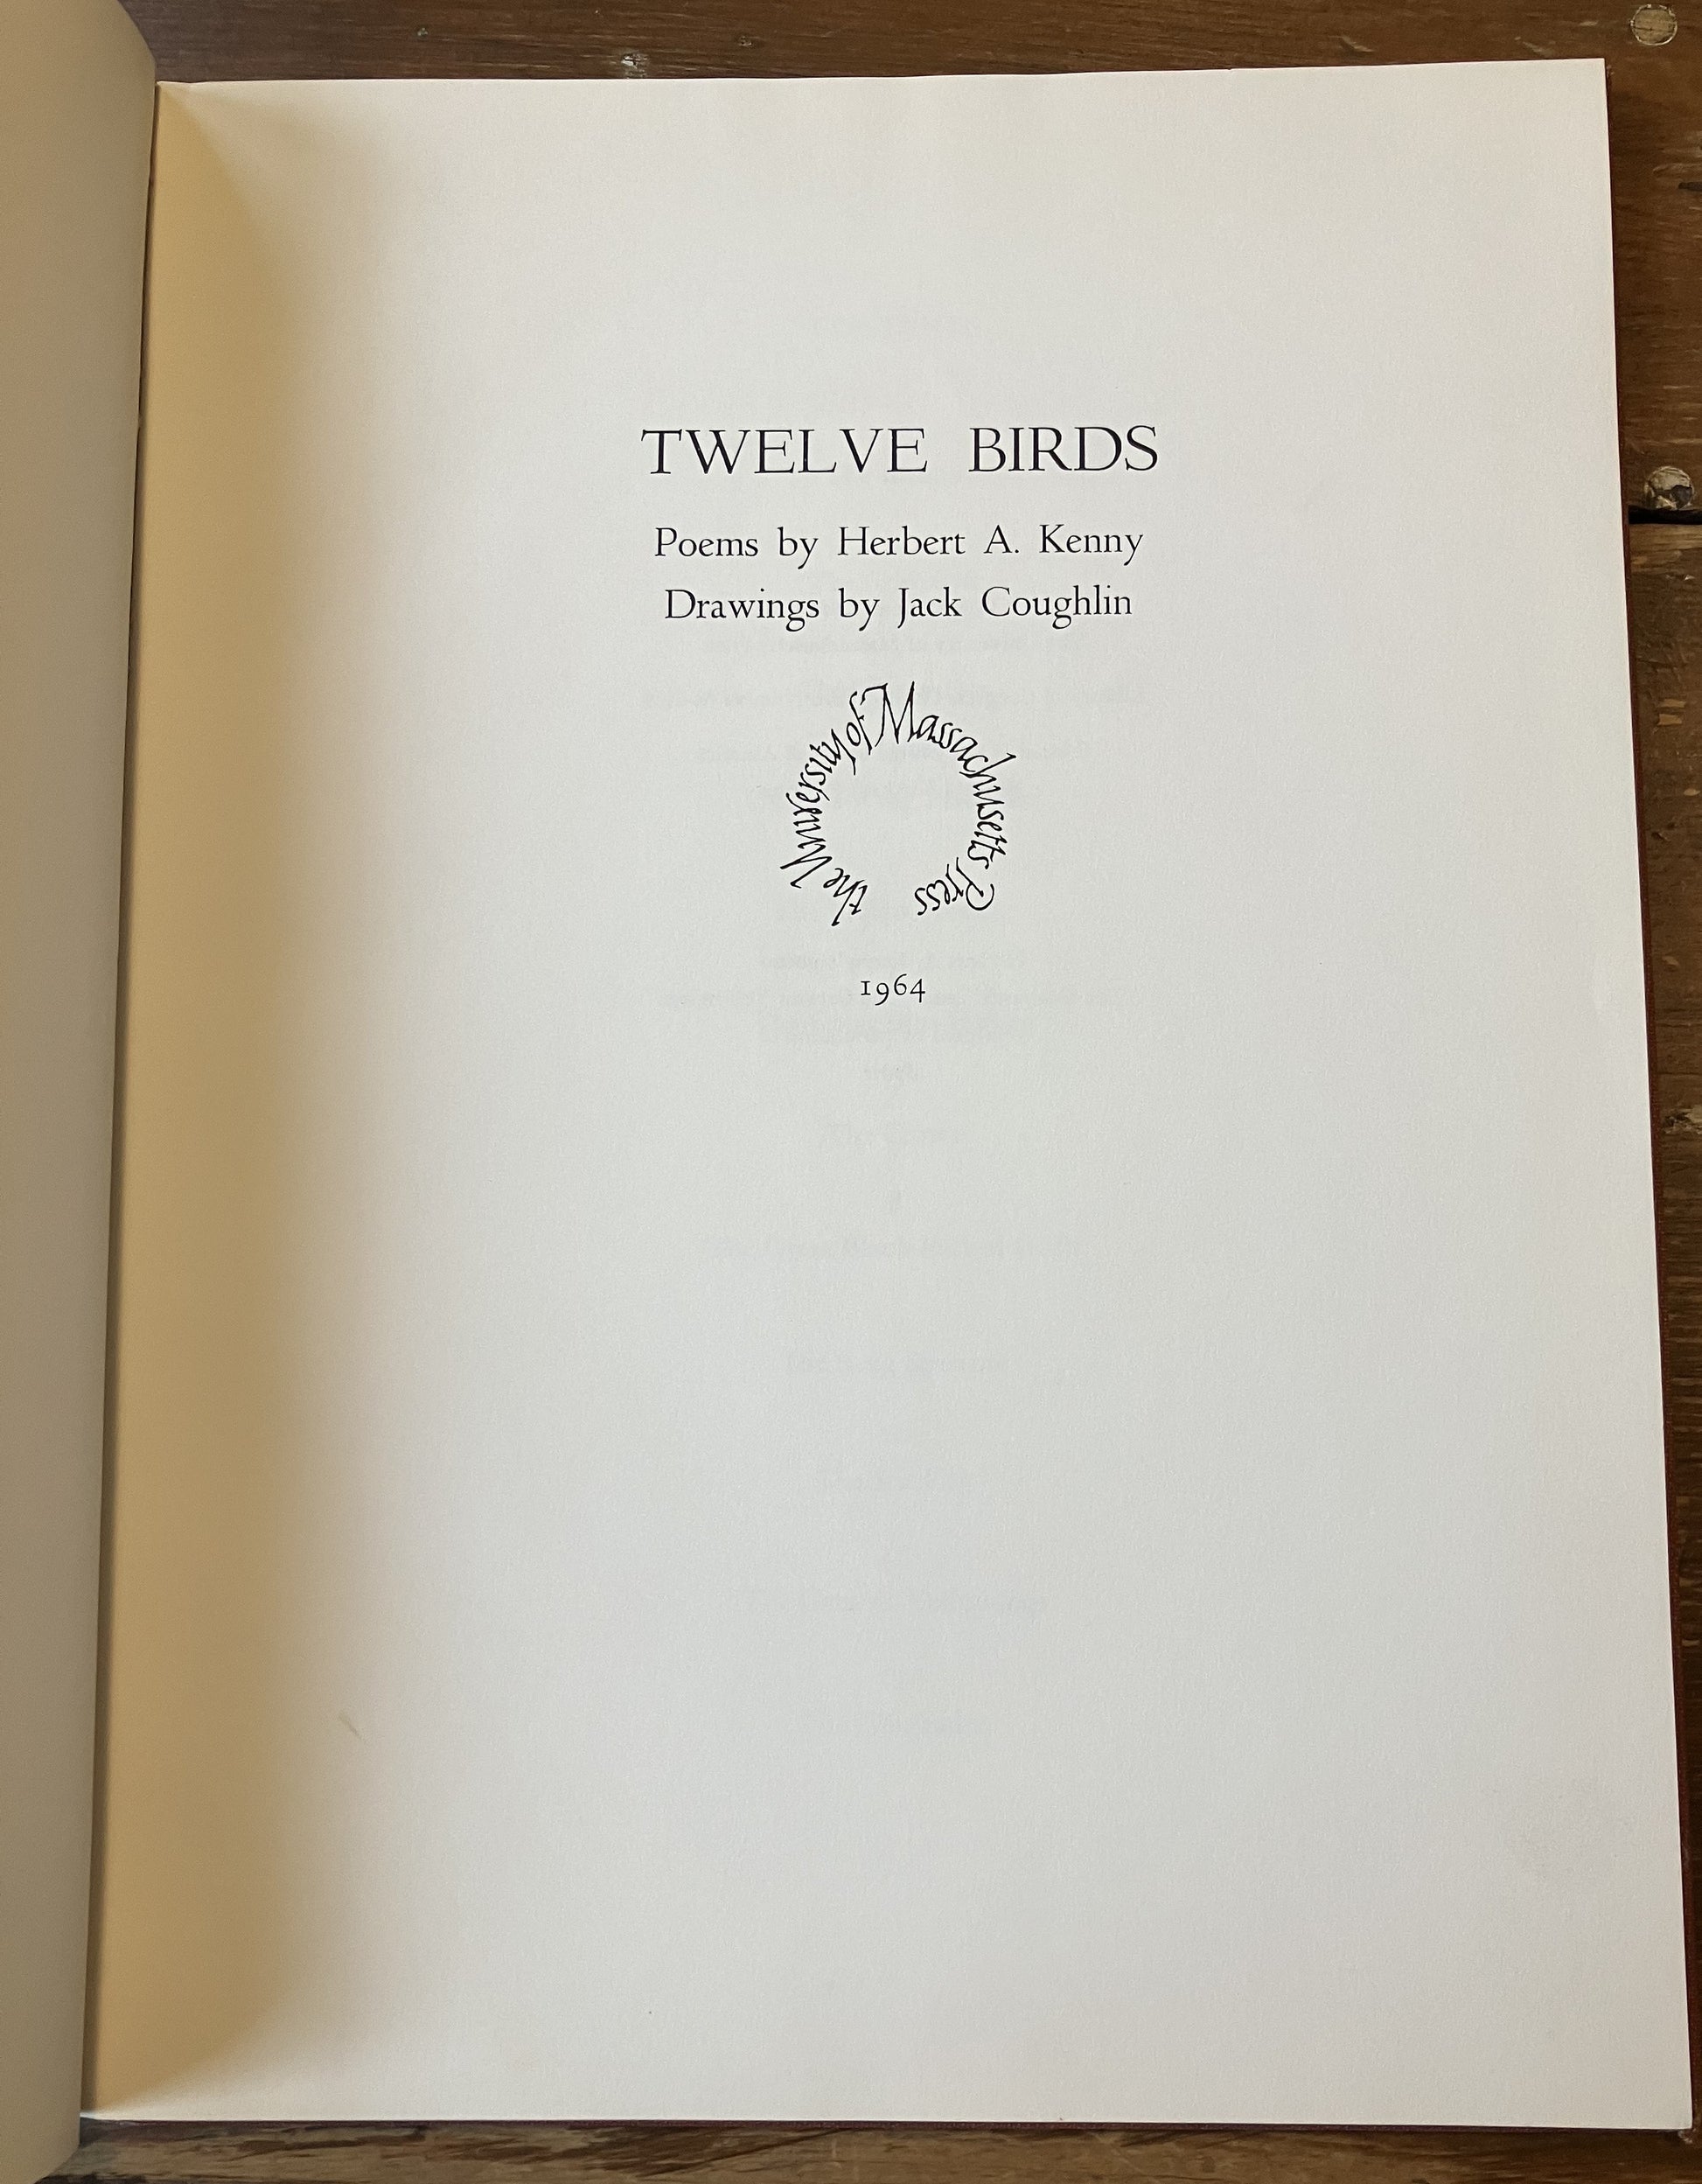 TWELVE BIRDS
Poems by Herbert A. Kenny
Drawings by Jack Coughlin
the University of Massachusetts Press
1964